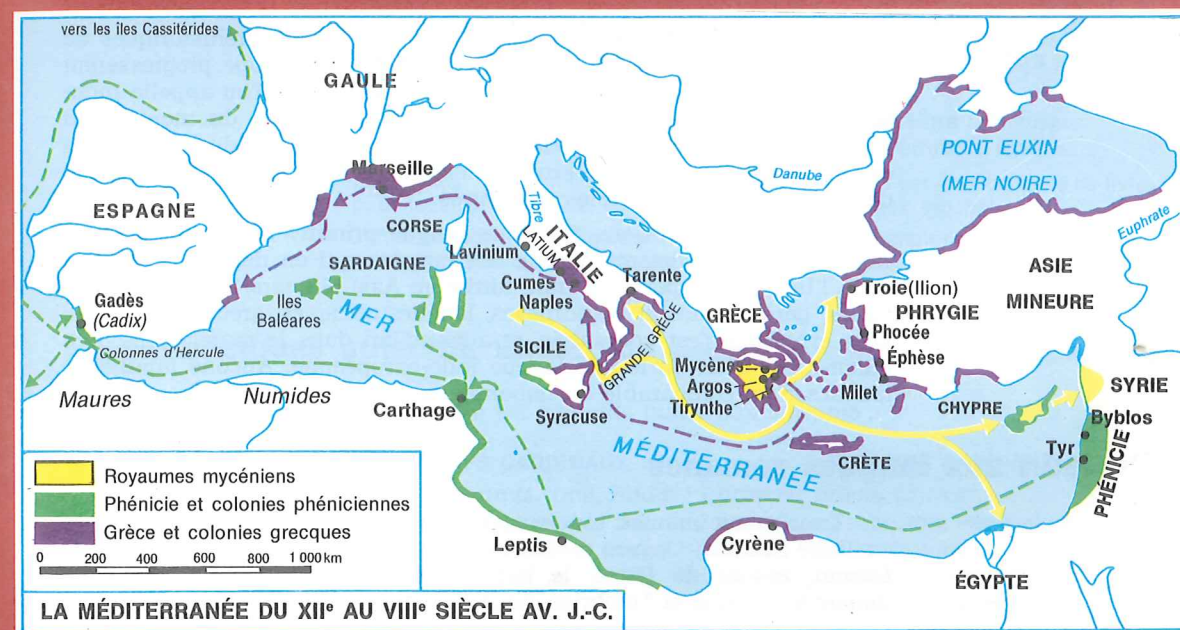 vers les îles Cassitérides
GAULE
Marseille
ESPAGNE
CORSE
SARDAIGNE
Iles
Baléares
MER
Gadès
(Cadix)
Colonnes d'Hercule
Maures
Numides
Carthage
Tibre
LATIUM
ITALIE
Lavinium
Cumes
Naples
Tarente
SICILE
GRANDE GRÈCE
Syracuse
MÉDITERRANÉE
Danube
PONT EUXIN
(MER NOIRE)
Euphrate
ASIE
MINEURE
Troie(Ilion)
PHRYGIE
Phocée
Éphèse
Milet
GRÈCE
Mycènes
Argos
Tirynthe
CRÈTE
CHYPRE
SYRIE
Byblos
Tyr
PHÉNICIE
Leptis
Cyrène
ÉGYPTE
Royaumes mycéniens
Phénicie et colonies phéniciennes
Grèce et colonies grecques
0 200 400 600 800 1 000 km
LA MÉDITERRANÉE DU XIIe AU VIIIe SIÈCLE AV. J.-C.